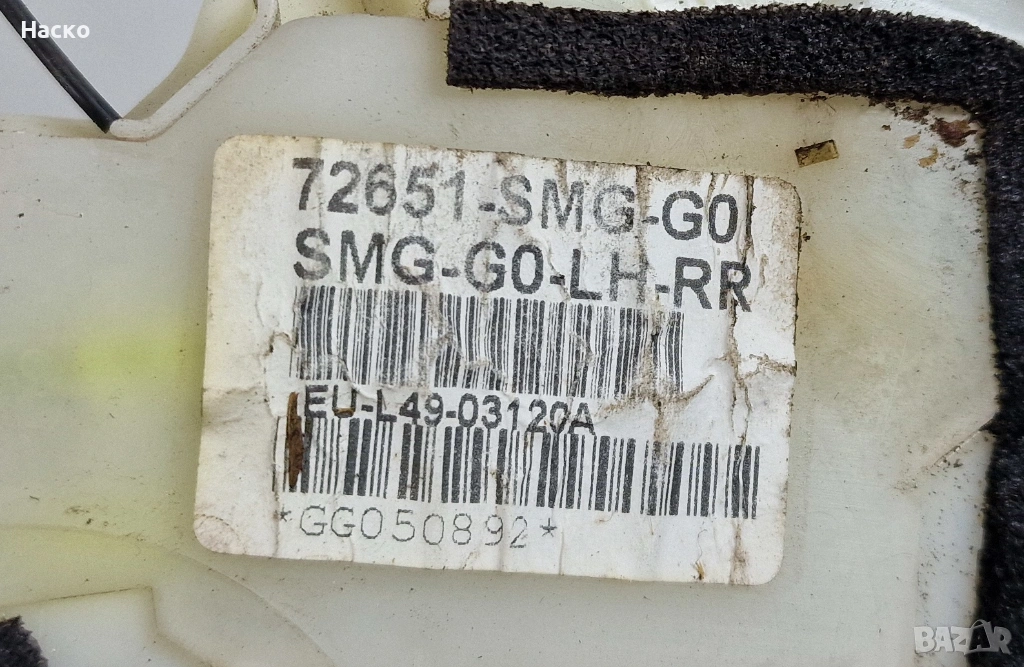 Наско
72651-SMG-G0
SMG-G0-LH-RR
EU-L49-03120A
*GG050892*
BAZAR